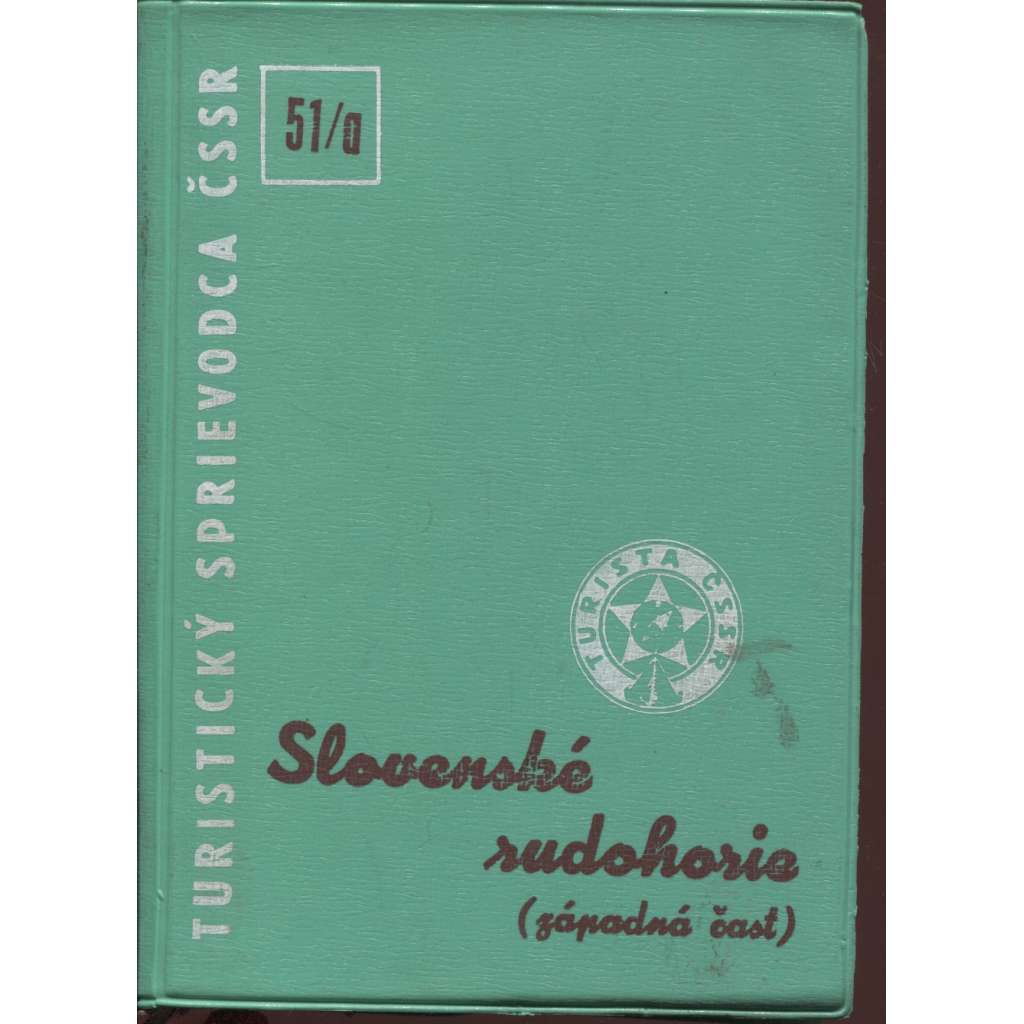 TURISTICKÝ SPRIEVODCA ČSSR
51/a
TURISTA ČSSR
Slovenské
rudohorie
(západná časť)